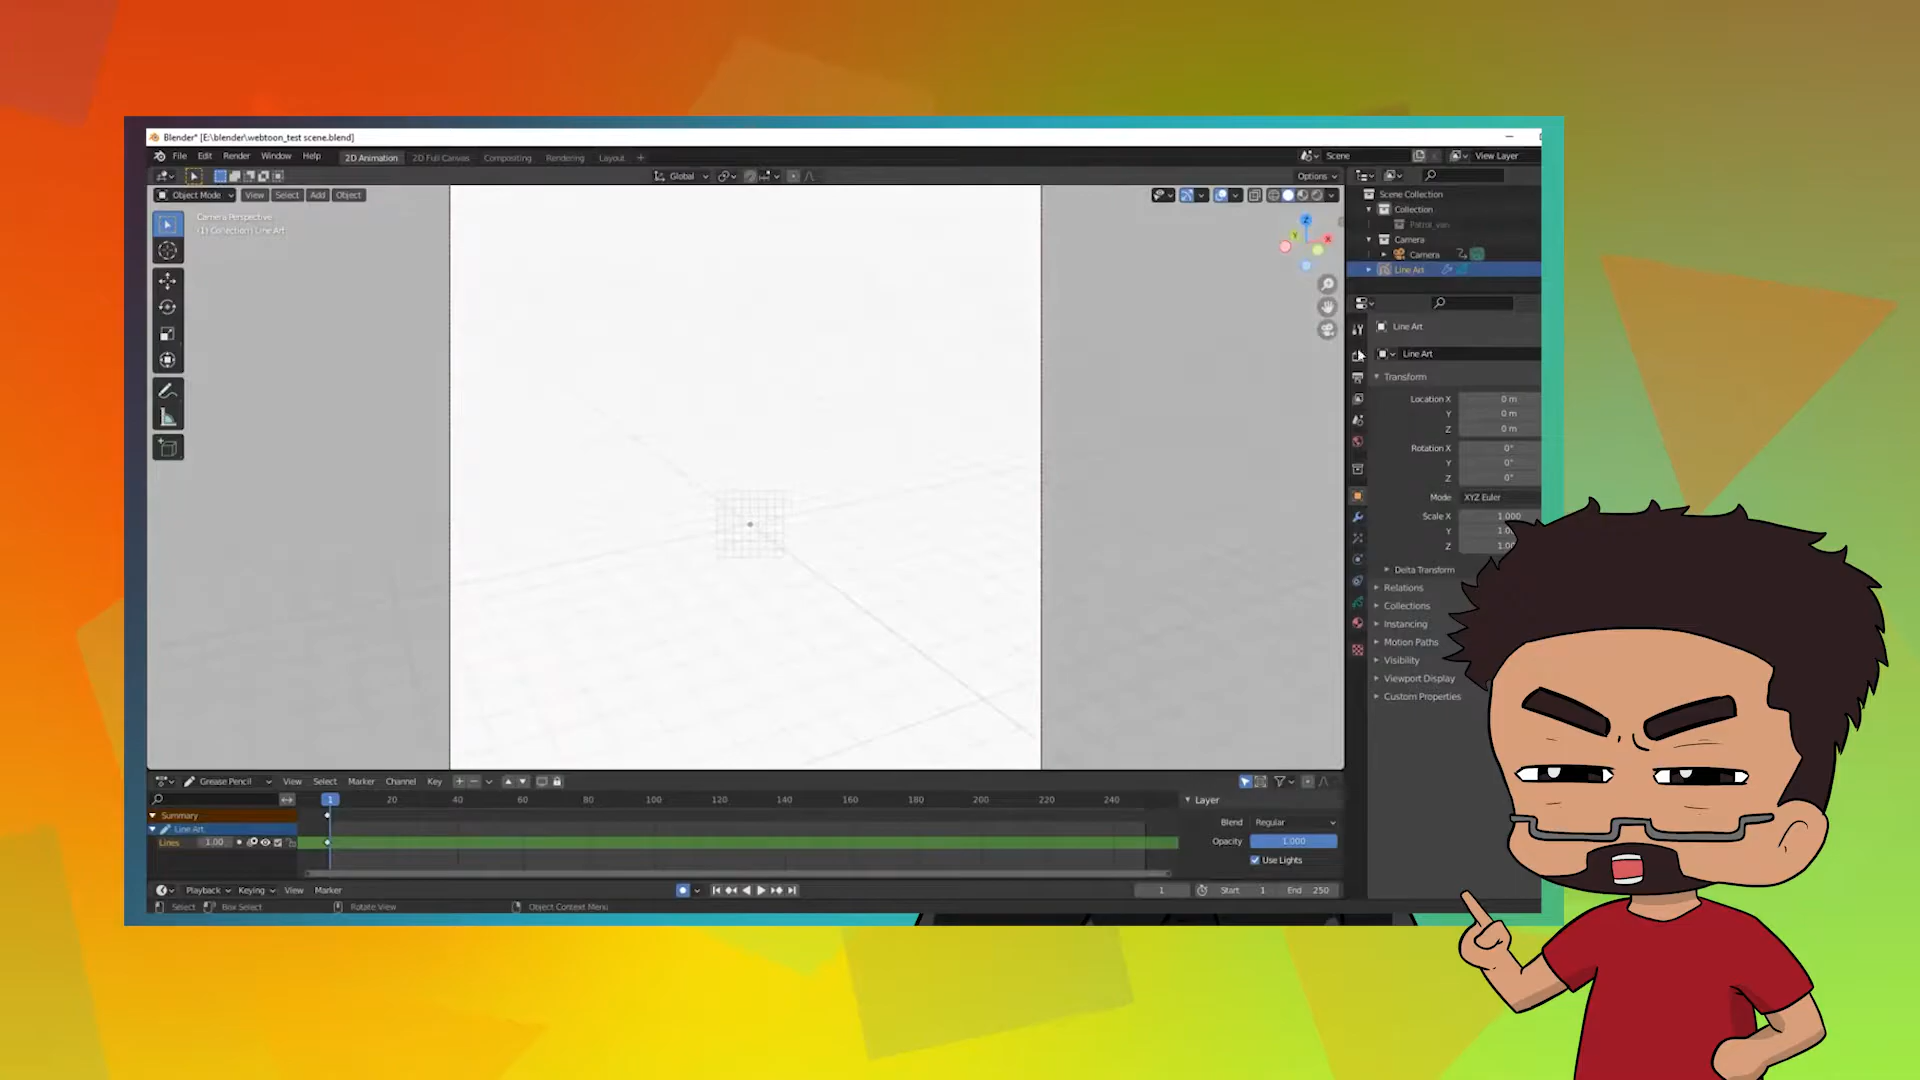 Blender* [E:\blender\webtoon_test scene.blend]
File Edit Render Window Help 2D Animation 2D Full Canvas Compositing Rendering Layout + Scene View Layer
Global Options
Object Mode View Select Add Object
Camera Perspective
(1) Collection | Line Art
Z
Y X
Scene Collection
Collection
Patrol_van
Camera
Camera
Line Art
Line Art
Line Art
Transform
Location X 0 m
Y 0 m
Z 0 m
Rotation X 0°
Y 0°
Z 0°
Mode XYZ Euler
Scale X 1.000
Y 1.0
Z 1.0
Delta Transform
Relations
Collections
Instancing
Motion Paths
Visibility
Viewport Display
Custom Properties
Grease Pencil View Select Marker Channel Key
1 20 40 60 80 100 120 140 160 180 200 220 240
Summary
Line Art
Lines 1.00
Layer
Blend Regular
Opacity 1.000
Use Lights
Playback Keying View Marker 1 Start 1 End 250
Select Box Select Rotate View Object Context Menu